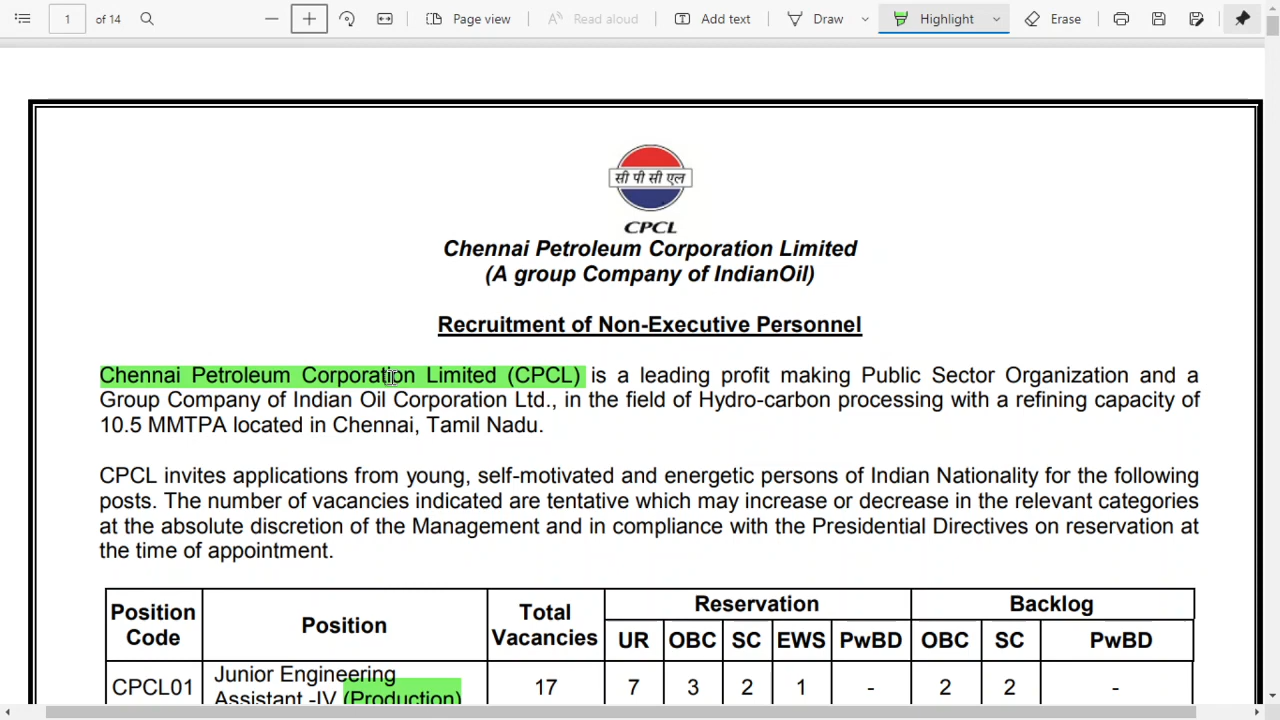 1 of 14 Page view Read aloud Add text Draw Highlight Erase
सी पी सी एल
CPCL
Chennai Petroleum Corporation Limited
(A group Company of IndianOil)
Recruitment of Non-Executive Personnel
Chennai Petroleum Corporation Limited (CPCL) is a leading profit making Public Sector Organization and a
Group Company of Indian Oil Corporation Ltd., in the field of Hydro-carbon processing with a refining capacity of
10.5 MMTPA located in Chennai, Tamil Nadu.
CPCL invites applications from young, self-motivated and energetic persons of Indian Nationality for the following
posts. The number of vacancies indicated are tentative which may increase or decrease in the relevant categories
at the absolute discretion of the Management and in compliance with the Presidential Directives on reservation at
the time of appointment.
Position Code Position Total Vacancies Reservation Backlog
UR OBC SC EWS PwBD OBC SC PwBD
CPCL01 Junior Engineering Assistant -IV (Production) 17 7 3 2 1 - 2 2 -